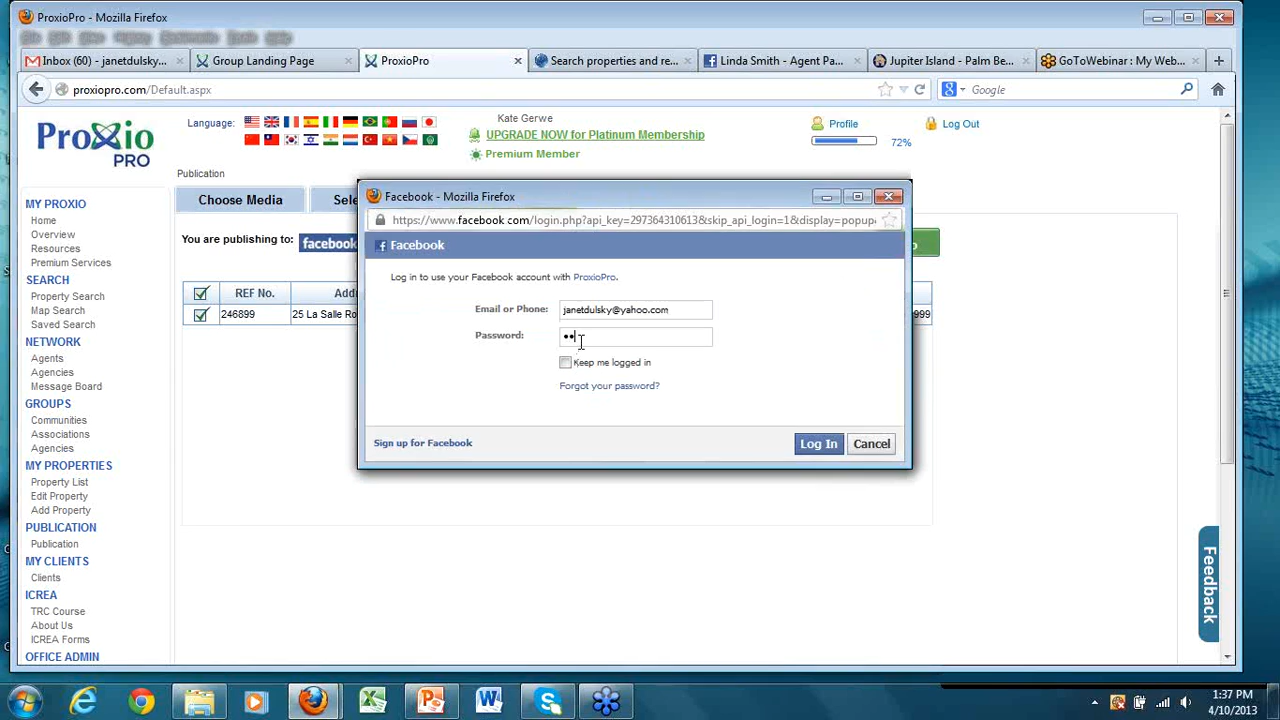 ProxioPro - Mozilla Firefox
Inbox (60) - janetdulsky...
Group Landing Page
ProxioPro
Search properties and re...
Linda Smith - Agent Pa...
Jupiter Island - Palm Be...
GoToWebinar : My Web...
proxiopro.com/Default.aspx
Google
Proxio
PRO
Language:
Kate Gerwe
UPGRADE NOW for Platinum Membership
Premium Member
Profile
72%
Log Out
Publication
Choose Media
Sele
You are publishing to:
facebook
REF No.
Addr
246899
25 La Salle Ro
999
MY PROXIO
Home
Overview
Resources
Premium Services
SEARCH
Property Search
Map Search
Saved Search
NETWORK
Agents
Agencies
Message Board
GROUPS
Communities
Associations
Agencies
MY PROPERTIES
Property List
Edit Property
Add Property
PUBLICATION
Publication
MY CLIENTS
Clients
ICREA
TRC Course
About Us
ICREA Forms
OFFICE ADMIN
Facebook - Mozilla Firefox
https://www.facebook.com/login.php?api_key=297364310613&skip_api_login=1&display=popup
Facebook
Log in to use your Facebook account with ProxioPro.
Email or Phone:
janetdulsky@yahoo.com
Password:
Keep me logged in
Forgot your password?
Sign up for Facebook
Log In
Cancel
Feedback
1:37 PM
4/10/2013